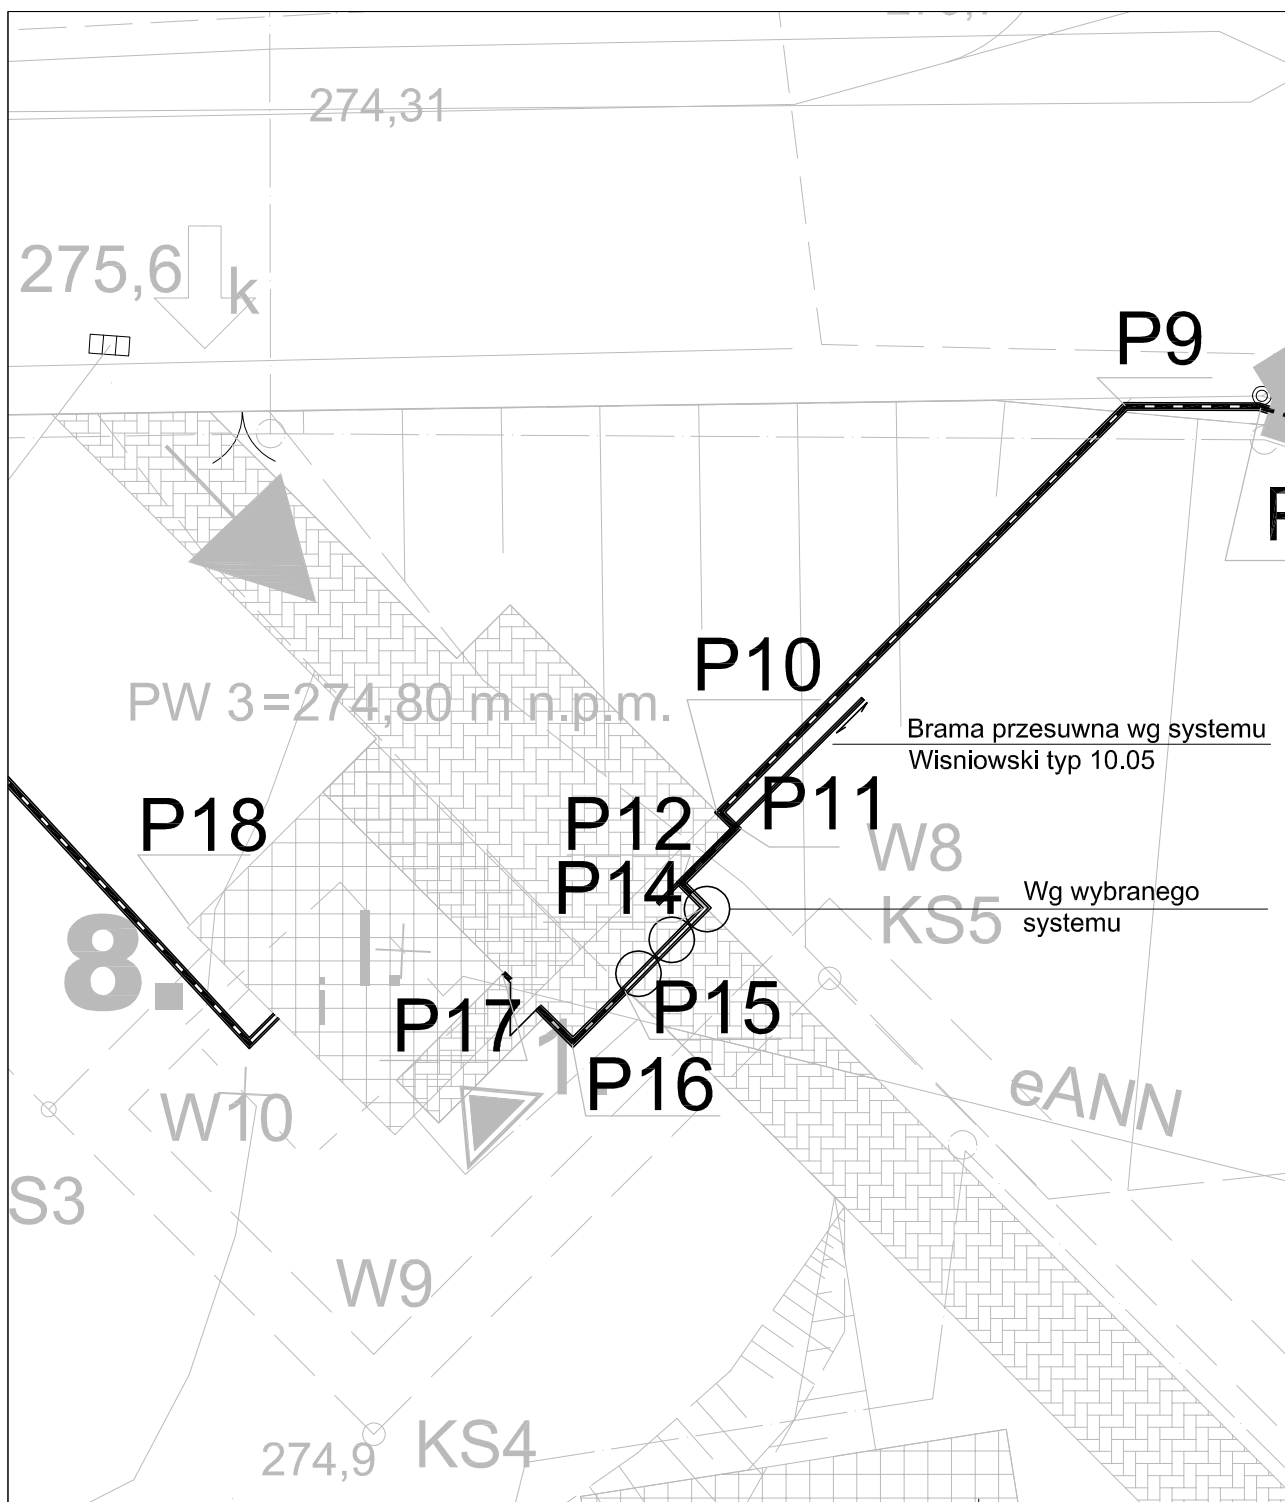 274,31
275,6
k
P9
P10
PW 3=274,80 m n.p.m.
Brama przesuwna wg systemu
Wisniowski typ 10.05
P11
P12
P18
W8
P14
Wg wybranego
systemu
KS5
8.
I.
i
P17
P15
1
P16
eANN
W10
S3
W9
KS4
274,9